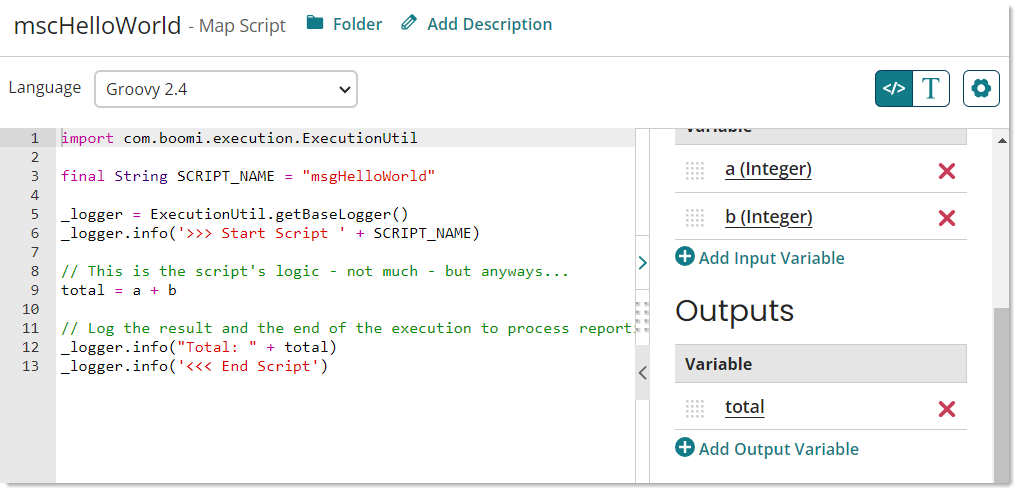 mscHelloWorld - Map Script Folder Add Description
Language Groovy 2.4
</> T
1 import com.boomi.execution.ExecutionUtil
2
3 final String SCRIPT_NAME = "msgHelloWorld"
4
5 _logger = ExecutionUtil.getBaseLogger()
6 _logger.info('>>> Start Script ' + SCRIPT_NAME)
7
8 // This is the script's logic - not much - but anyways...
9 total = a + b
10
11 // Log the result and the end of the execution to process report:
12 _logger.info("Total: " + total)
13 _logger.info('<<< End Script')
Variable
a (Integer)
b (Integer)
Add Input Variable
Outputs
Variable
total
Add Output Variable